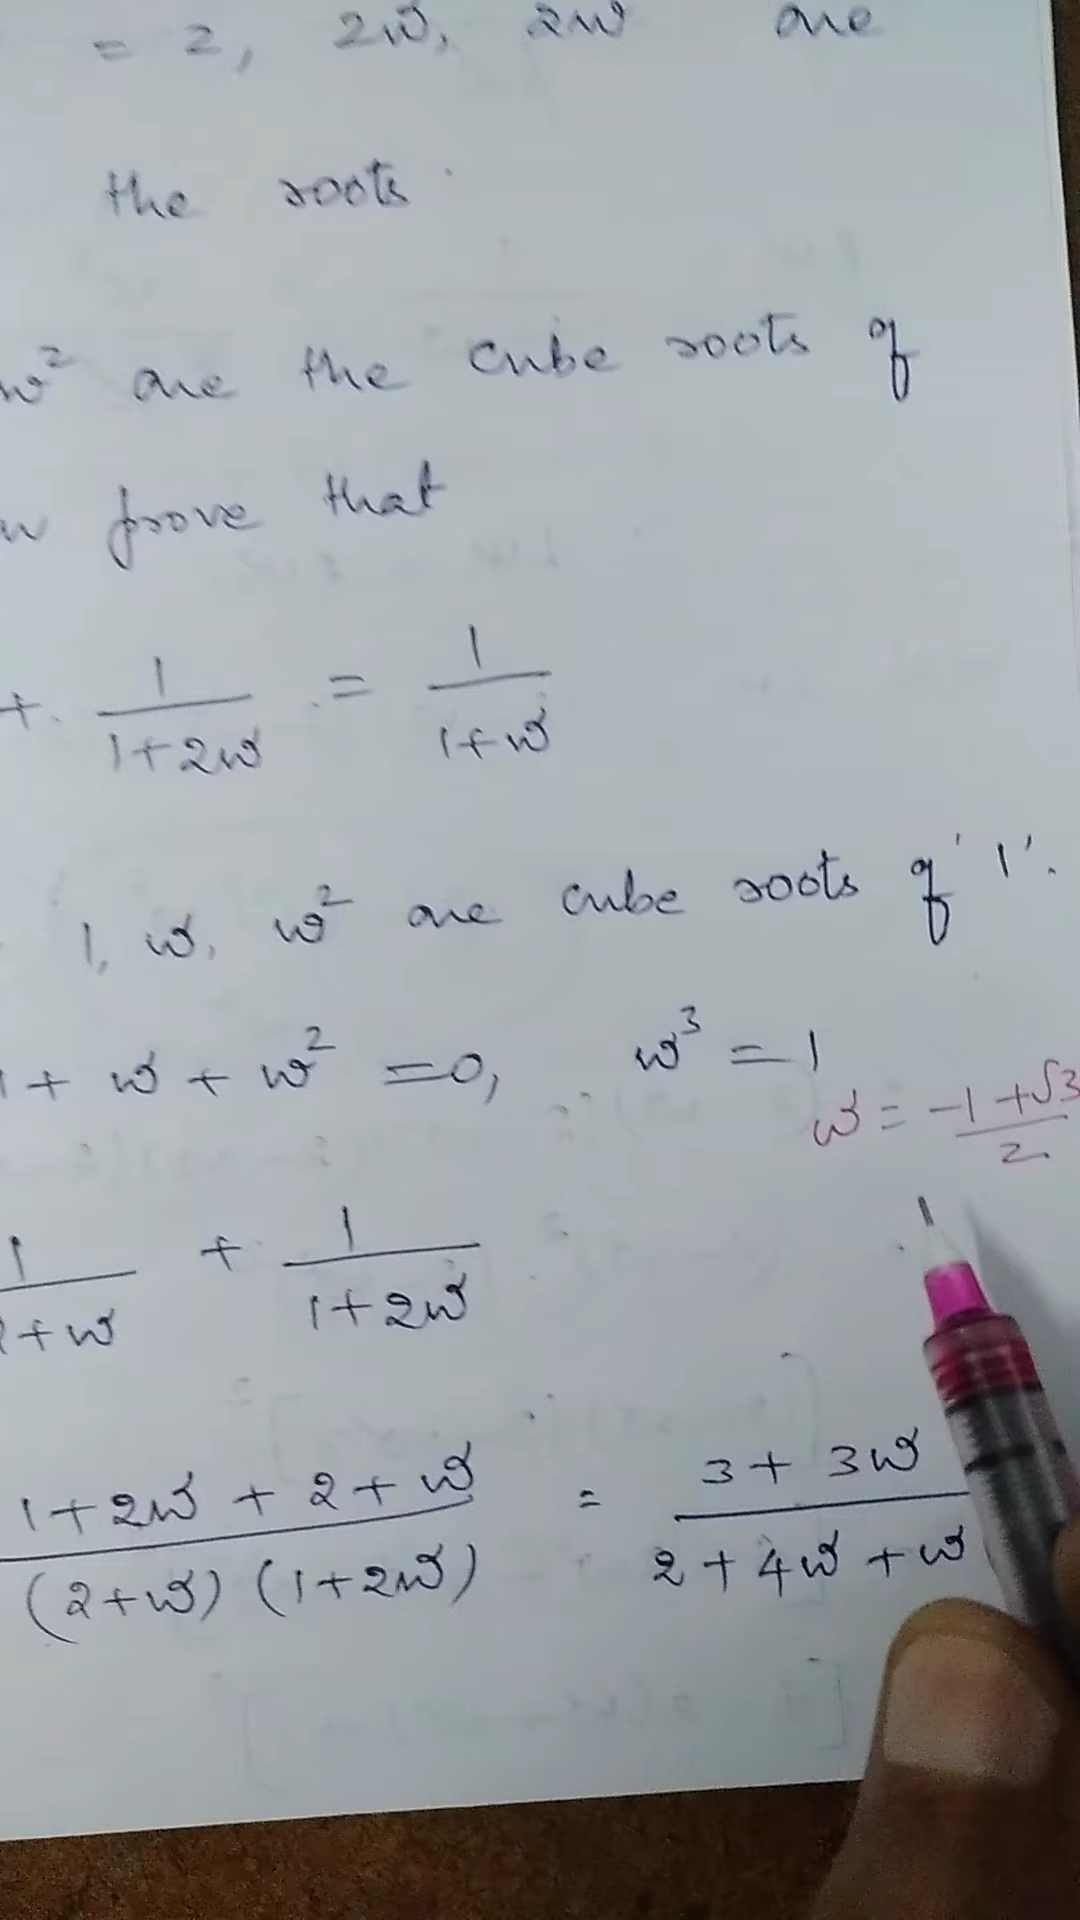 = 2, 2ω, 2ω are
the roots.
ω² are the cube roots of
prove that
+ 1/(1+2ω) = 1/(1+ω)
1, ω, ω² are cube roots of '1'.
1 + ω + ω² = 0, ω³ = 1
ω = (-1+√3)/2
1/(2+ω) + 1/(1+2ω)
(1+2ω + 2+ω)/((2+ω)(1+2ω)) = (3+3ω)/(2+4ω+ω